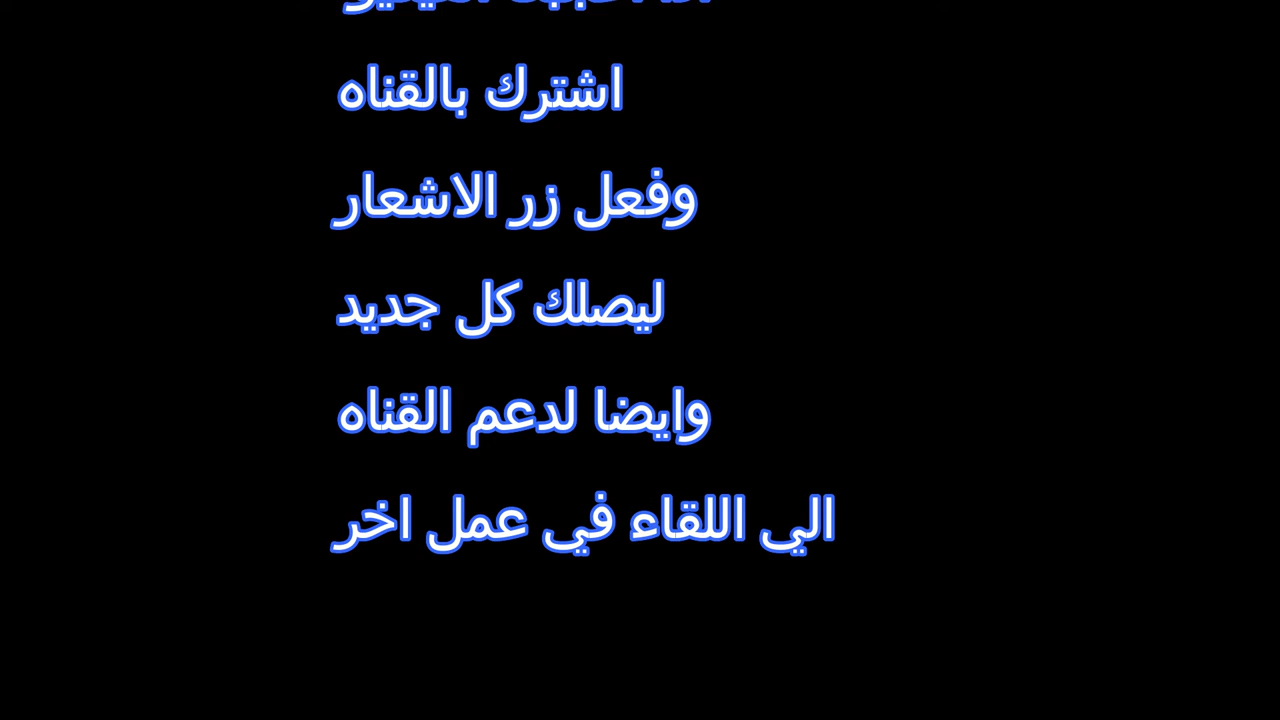 اشترك بالقناه
وفعل زر الاشعار
ليصلك كل جديد
وايضا لدعم القناه
الي اللقاء في عمل اخر